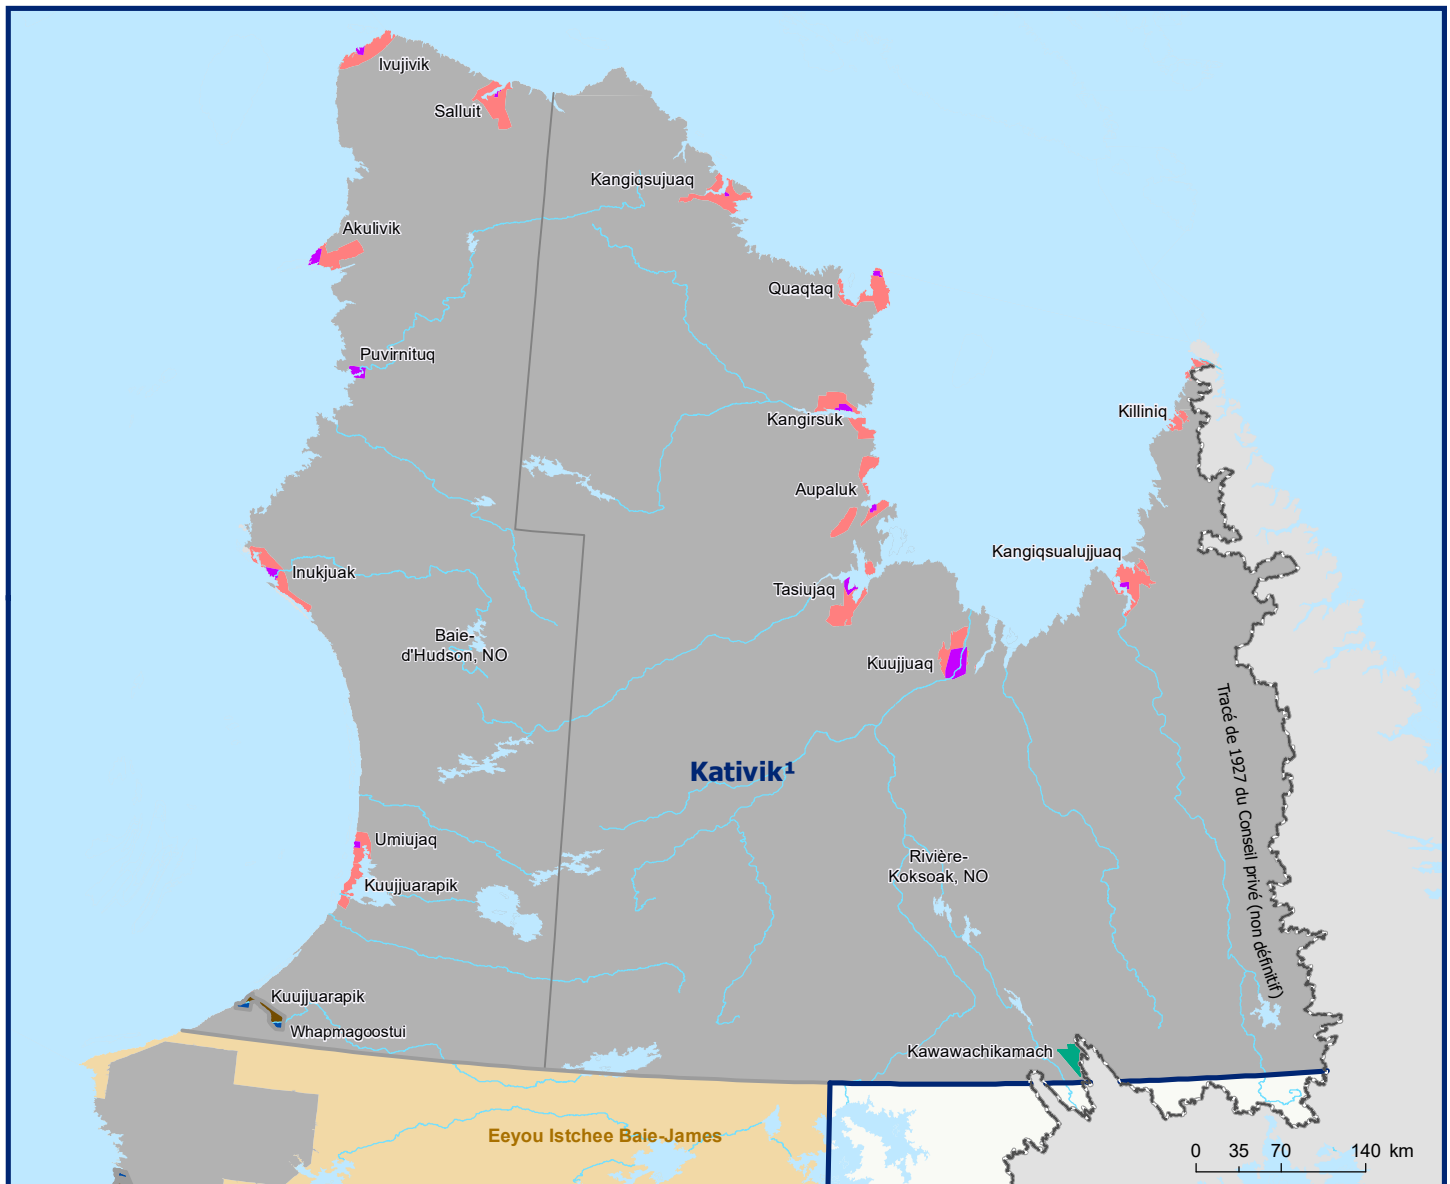 Ivujivik
Salluit
Kangiqsujuaq
Akulivik
Quaqtaq
Puvirnituq
Killiniq
Kangirsuk
Aupaluk
Kangiqsualujjuaq
Inukjuak
Tasiujaq
Baie-
d'Hudson, NO
Kuujjuaq
Tracé de 1927 du Conseil privé (non définitif)
Kativik¹
Umiujaq
Rivière-
Koksoak, NO
Kuujjuarapik
Kuujjuarapik
Whapmagoostui
Kawawachikamach
Eeyou Istchee Baie-James
0 35 70 140 km